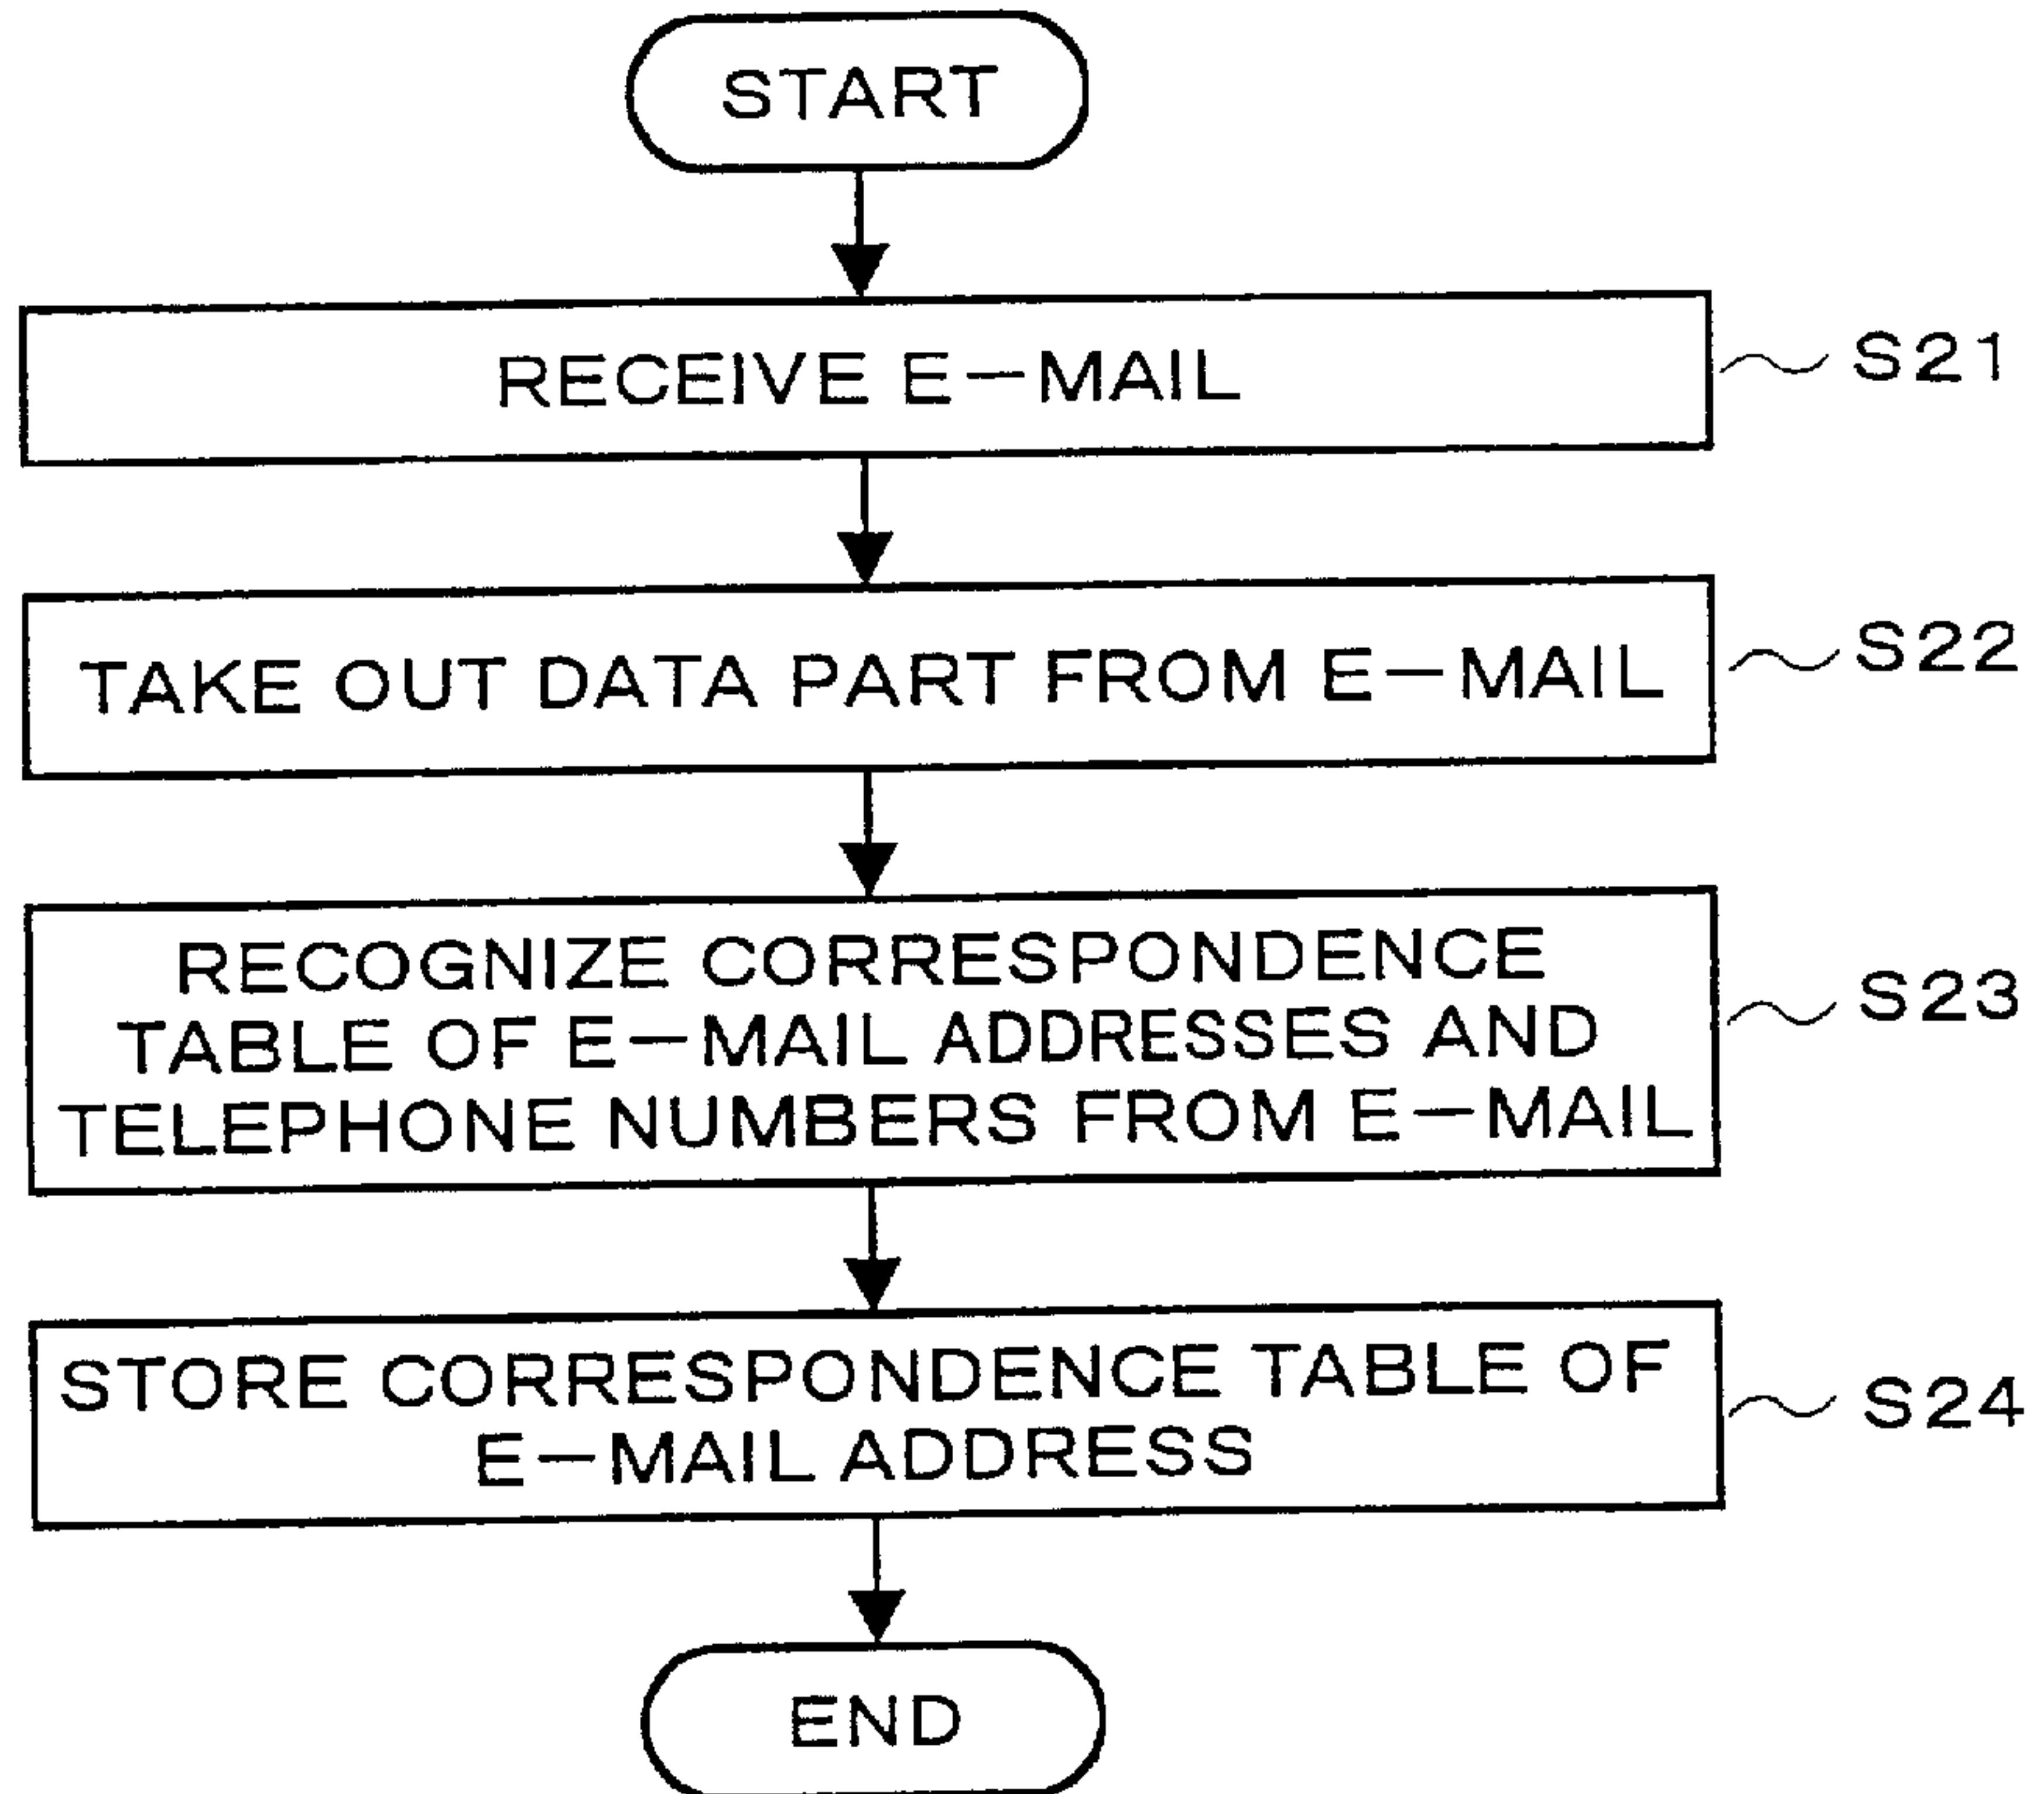 START
RECEIVE E-MAIL
S21
TAKE OUT DATA PART FROM E-MAIL
S22
RECOGNIZE CORRESPONDENCE
TABLE OF E-MAIL ADDRESSES AND
TELEPHONE NUMBERS FROM E-MAIL
S23
STORE CORRESPONDENCE TABLE OF
E-MAIL ADDRESS
S24
END